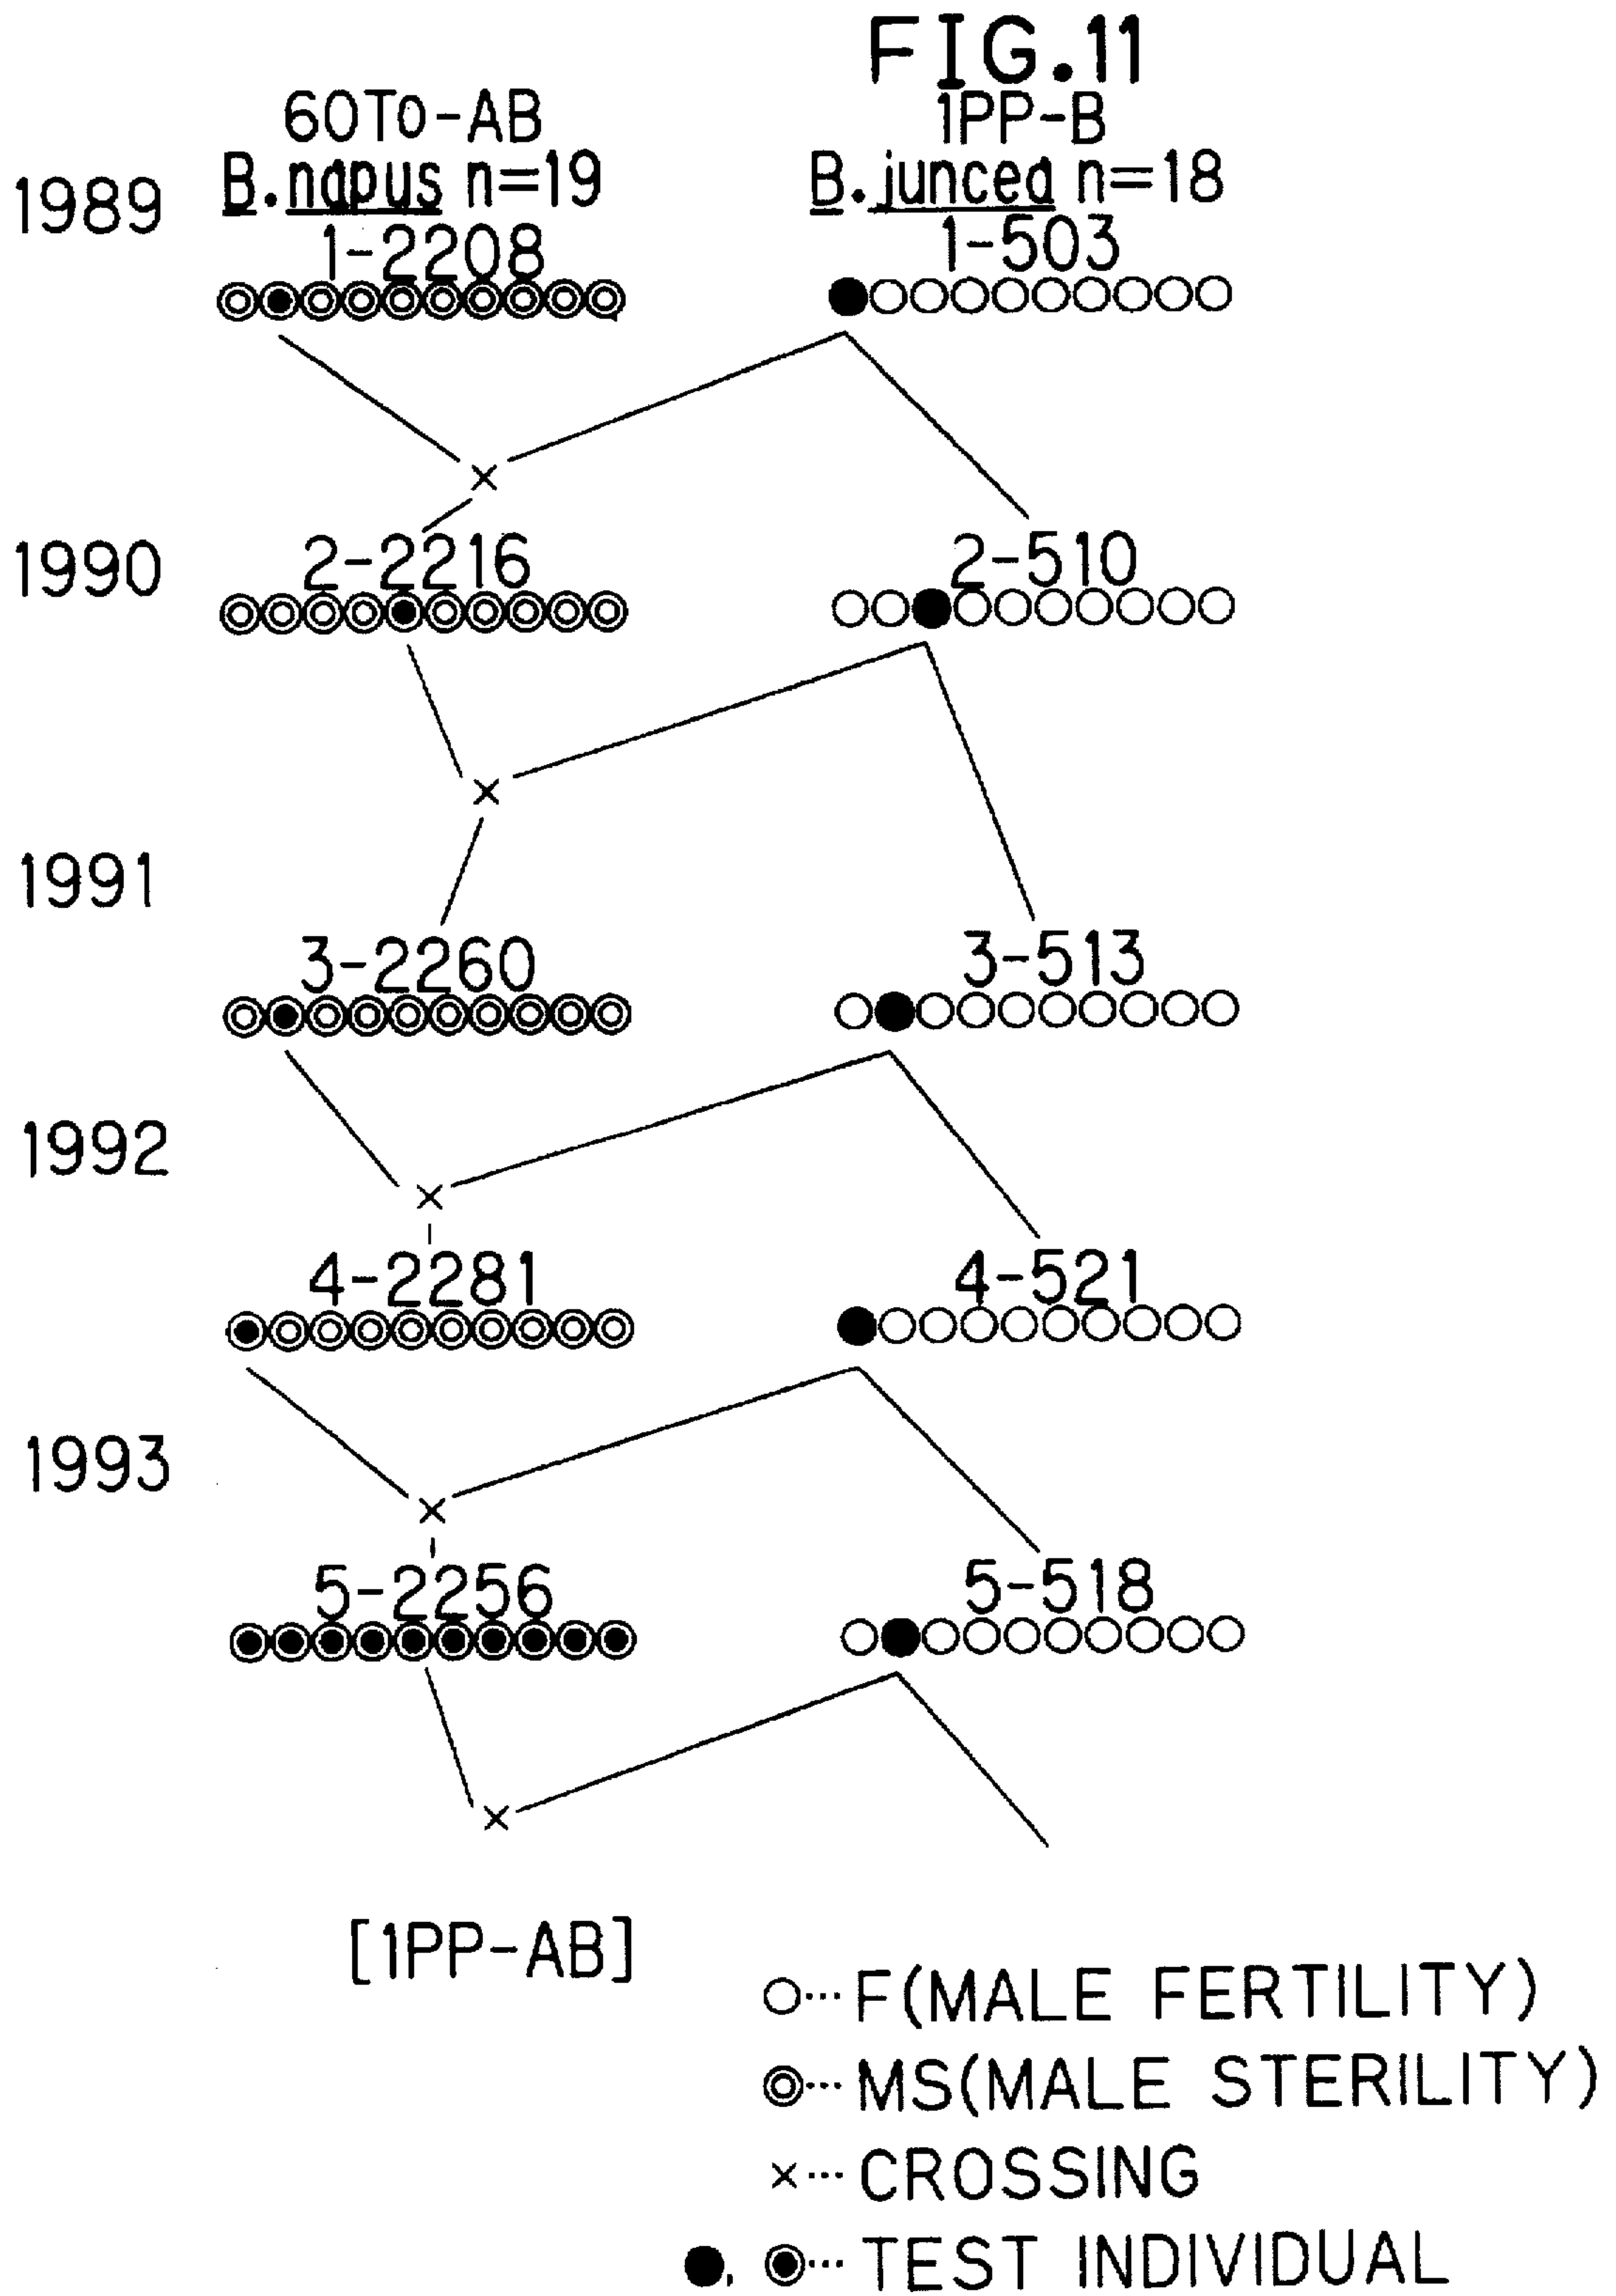 FIG.11
60To-AB
1PP-B
1989
B.napus n=19
B.juncea n=18
1-2208
1-503
1990
2-2216
2-510
1991
3-2260
3-513
1992
4-2281
4-521
1993
5-2256
5-518
[1PP-AB]
○··· F(MALE FERTILITY)
◎··· MS(MALE STERILITY)
×··· CROSSING
●, ◉··· TEST INDIVIDUAL